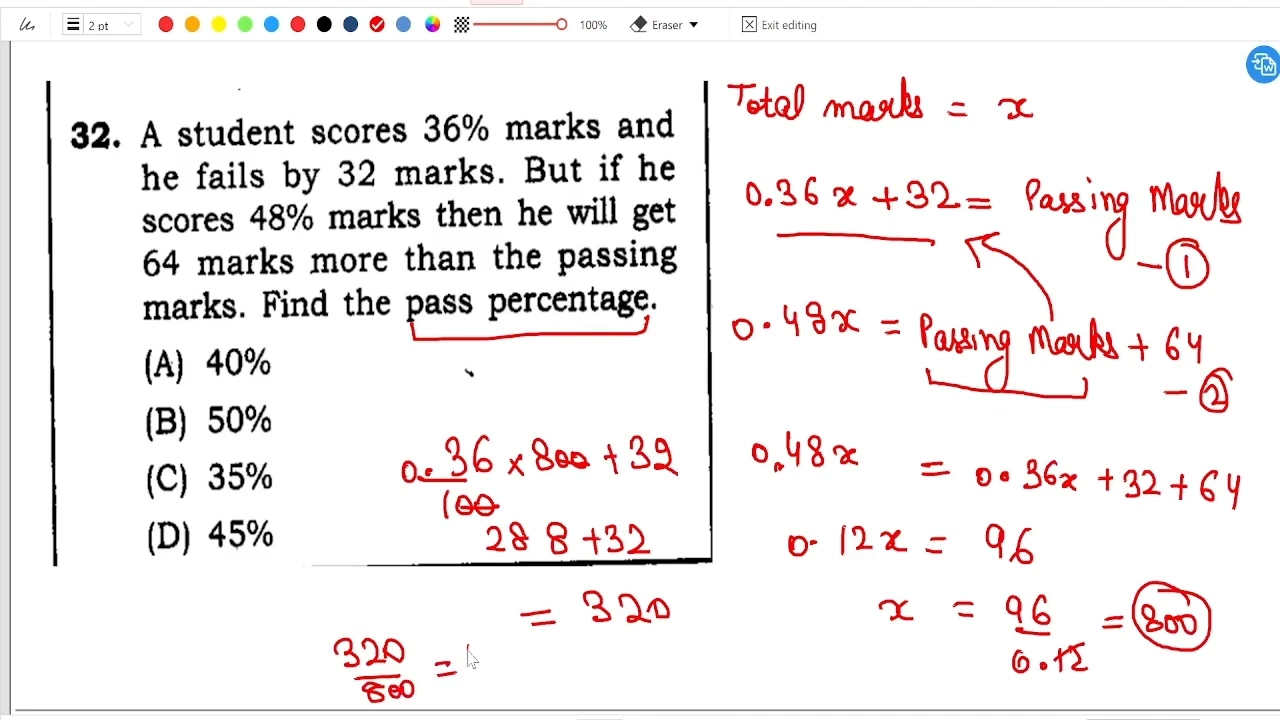 2 pt
100%
Eraser
Exit editing
32. A student scores 36% marks and
he fails by 32 marks. But if he
scores 48% marks then he will get
64 marks more than the passing
marks. Find the pass percentage.
(A) 40%
(B) 50%
(C) 35%
(D) 45%
0.36/100 × 800 + 32
288 + 32
= 320
320/800 =
Total marks = x
0.36x + 32 = Passing Marks
- ①
0.48x = Passing Marks + 64
- ②
0.48x = 0.36x + 32 + 64
0.12x = 96
x = 96/0.12 = 800